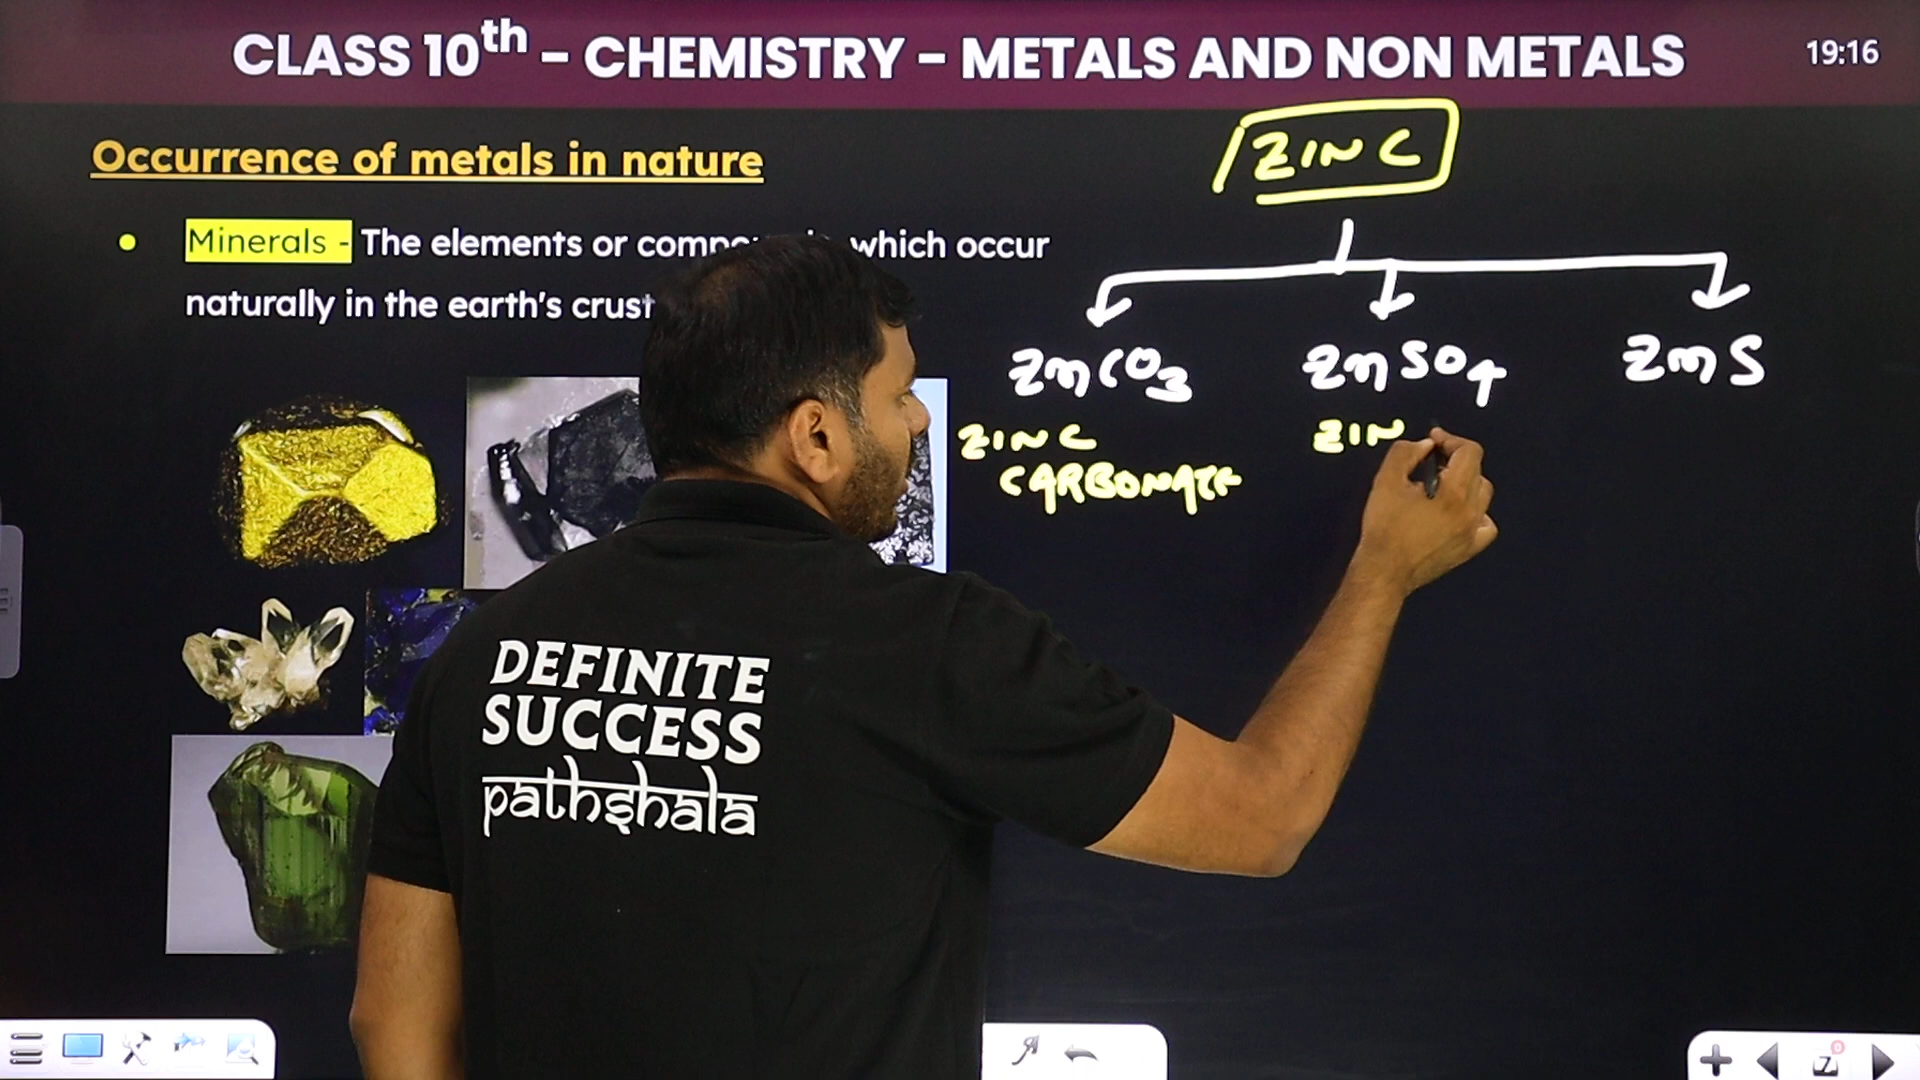 CLASS 10th - CHEMISTRY - METALS AND NON METALS
19:16
Occurrence of metals in nature
ZINC
• Minerals - The elements or which occur
naturally in the earth's crust
ZnCO3 ZnSO4 ZnS
ZINC
CARBONATE
ZIN
DEFINITE
SUCCESS
pathshala